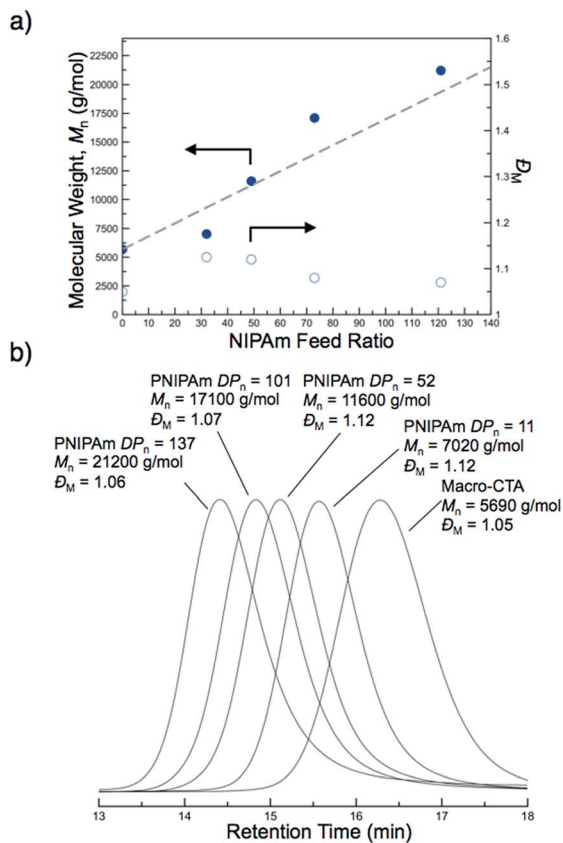 a)
Molecular Weight, Mn (g/mol)
22500
20000
17500
15000
12500
10000
7500
5000
2500
0
0 10 20 30 40 50 60 70 80 90 100 110 120 130 140
NIPAm Feed Ratio
1.6
1.5
1.4
1.3
1.2
1.1
1
ĐM
b)
PNIPAm DPn = 101
Mn = 17100 g/mol
ĐM = 1.07
PNIPAm DPn = 52
Mn = 11600 g/mol
ĐM = 1.12
PNIPAm DPn = 137
Mn = 21200 g/mol
ĐM = 1.06
PNIPAm DPn = 11
Mn = 7020 g/mol
ĐM = 1.12
Macro-CTA
Mn = 5690 g/mol
ĐM = 1.05
13 14 15 16 17 18
Retention Time (min)